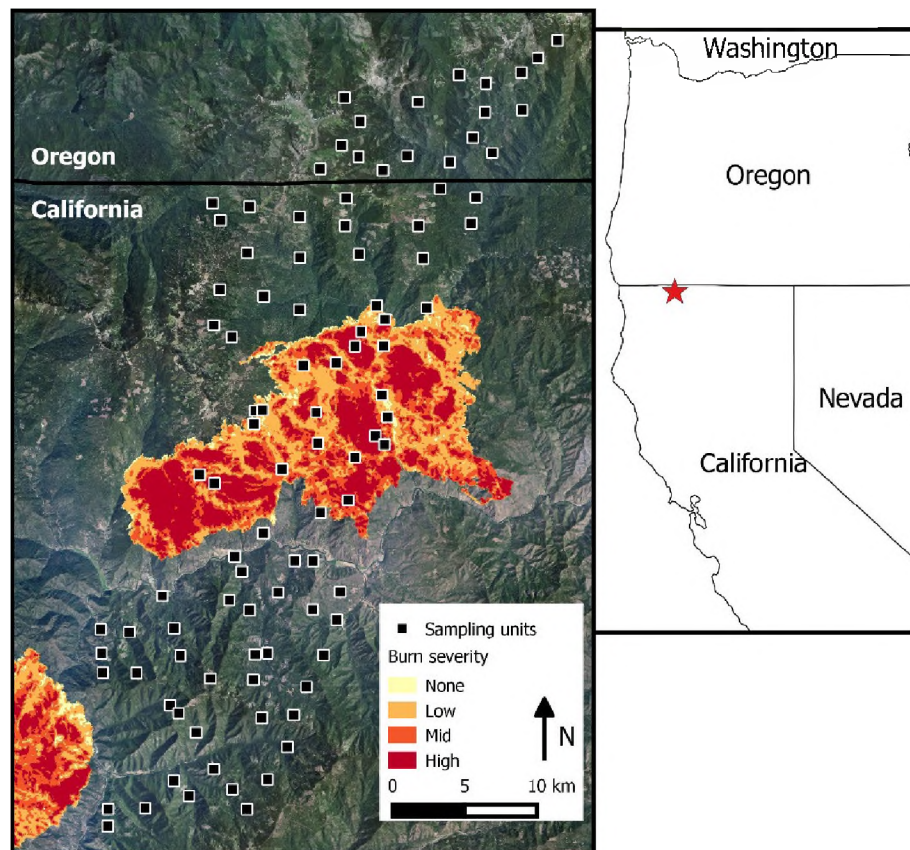 Oregon
California
Sampling units
Burn severity
None
Low
Mid
High
N
0 5 10 km
Washington
Oregon
Nevada
California